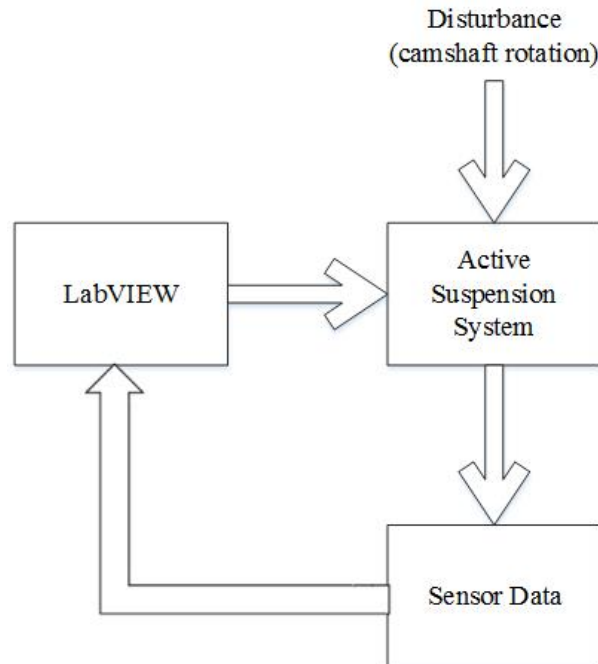 Disturbance
(camshaft rotation)
LabVIEW
Active
Suspension
System
Sensor Data